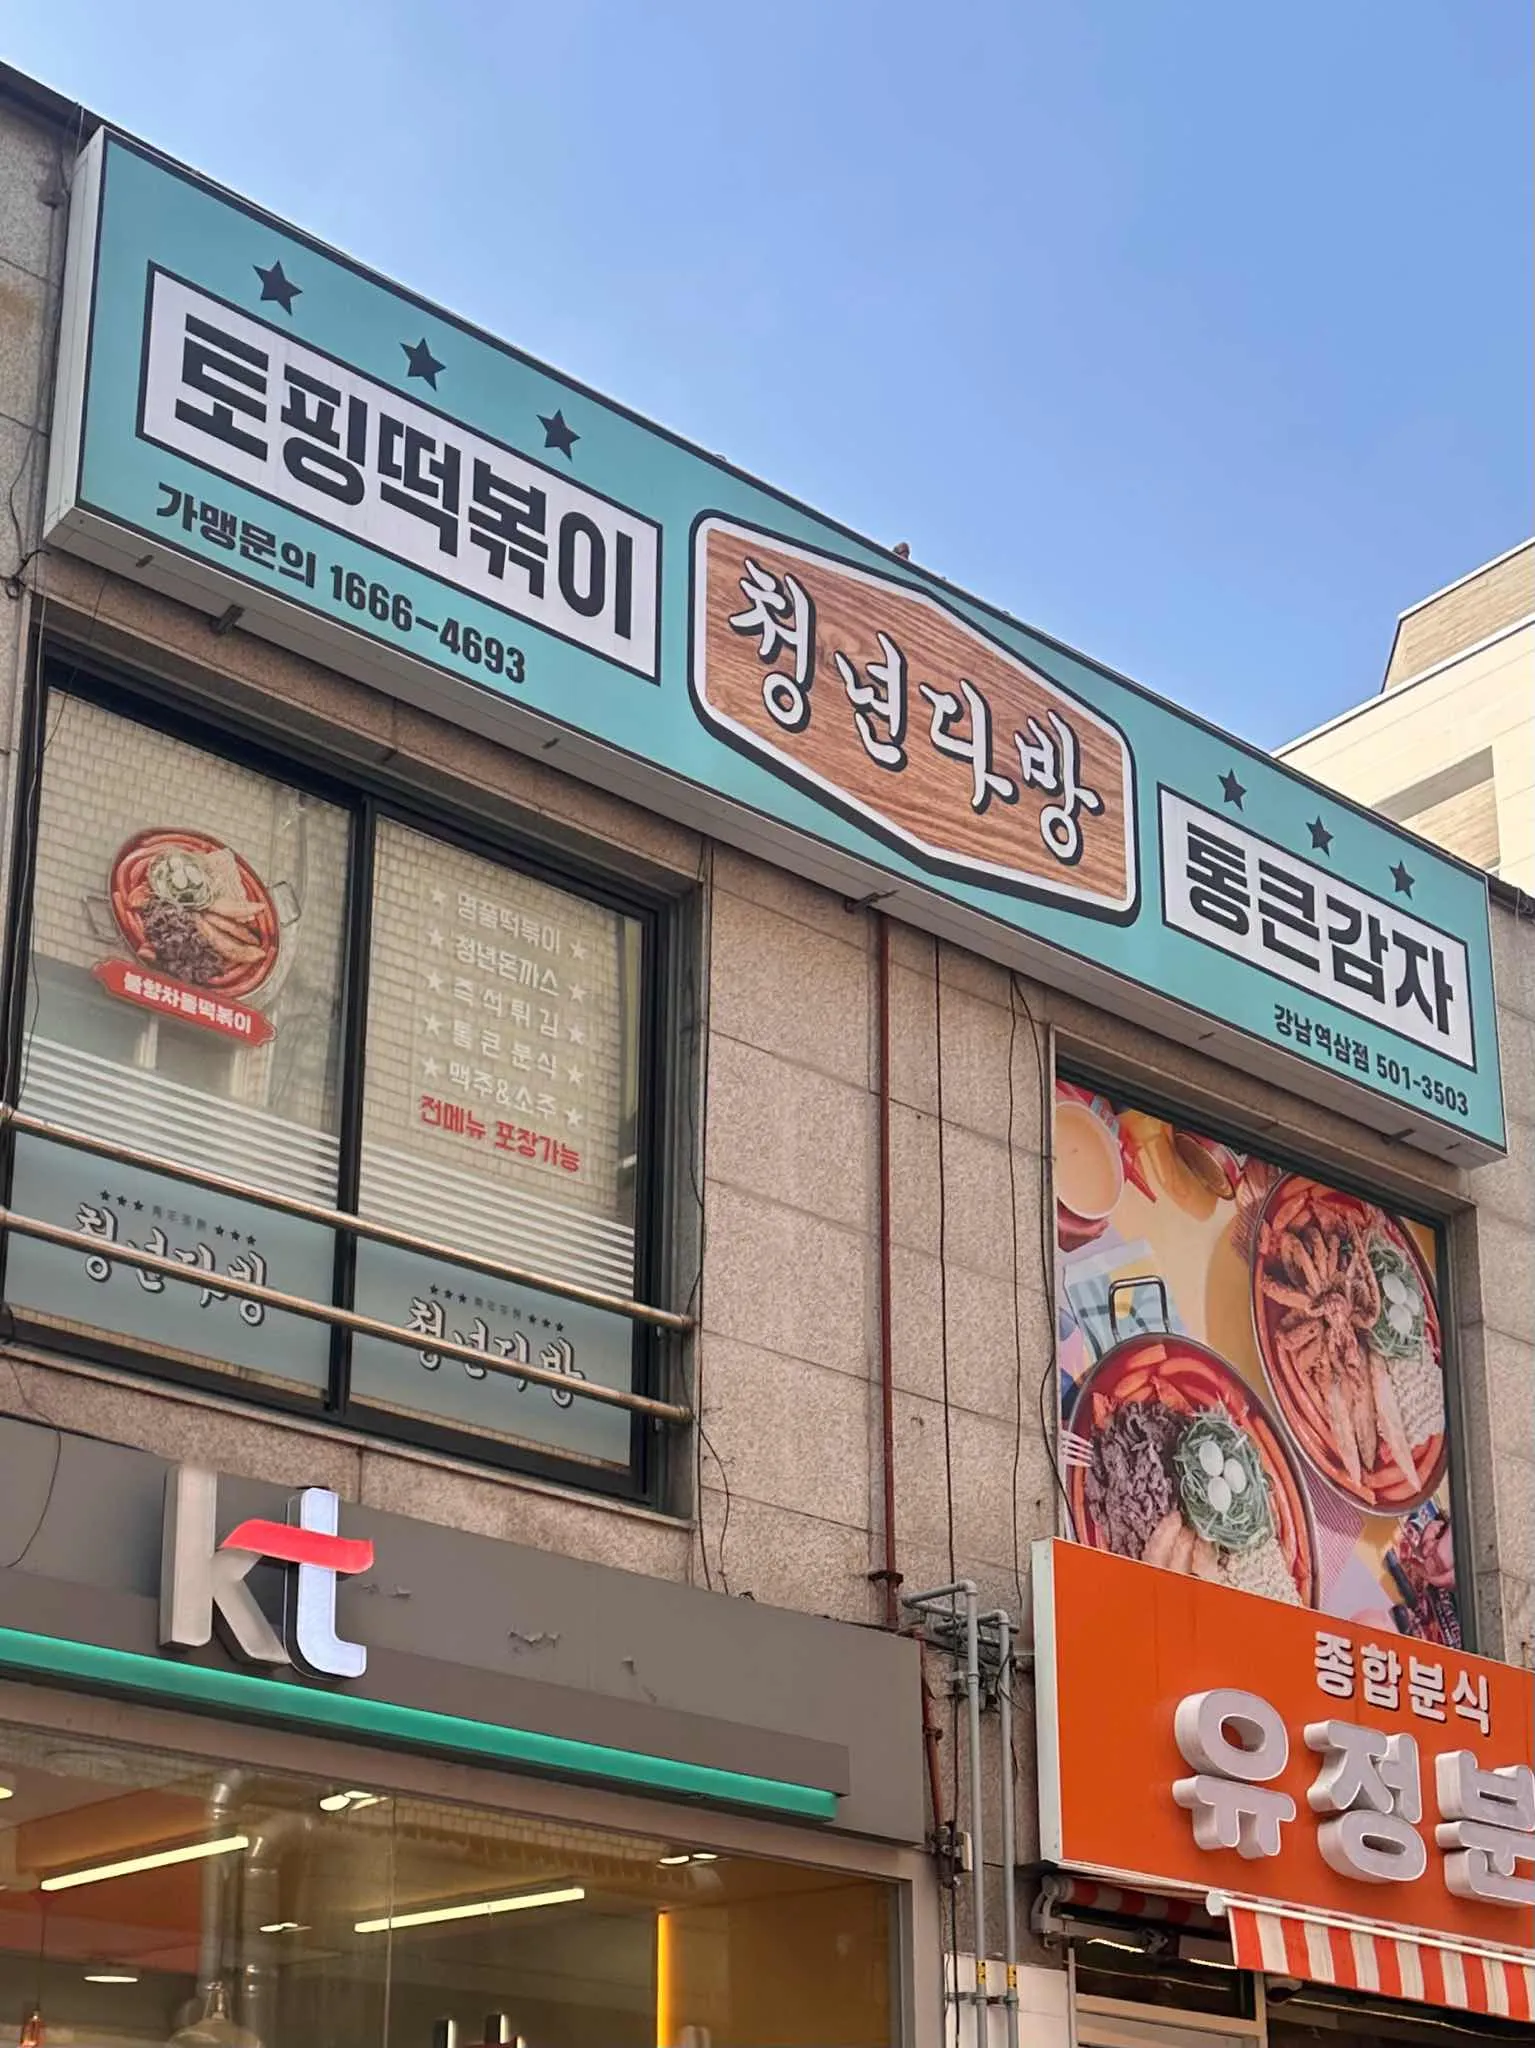 토핑떡볶이
가맹문의 1666-4693
청년다방
통큰감자
강남역삼점 501-3503
불향차돌떡볶이
명품떡볶이
청년돈까스
즉석튀김
통큰분식
맥주&소주
전메뉴 포장가능
청년다방
청년다방
kt
종합분식
유정분